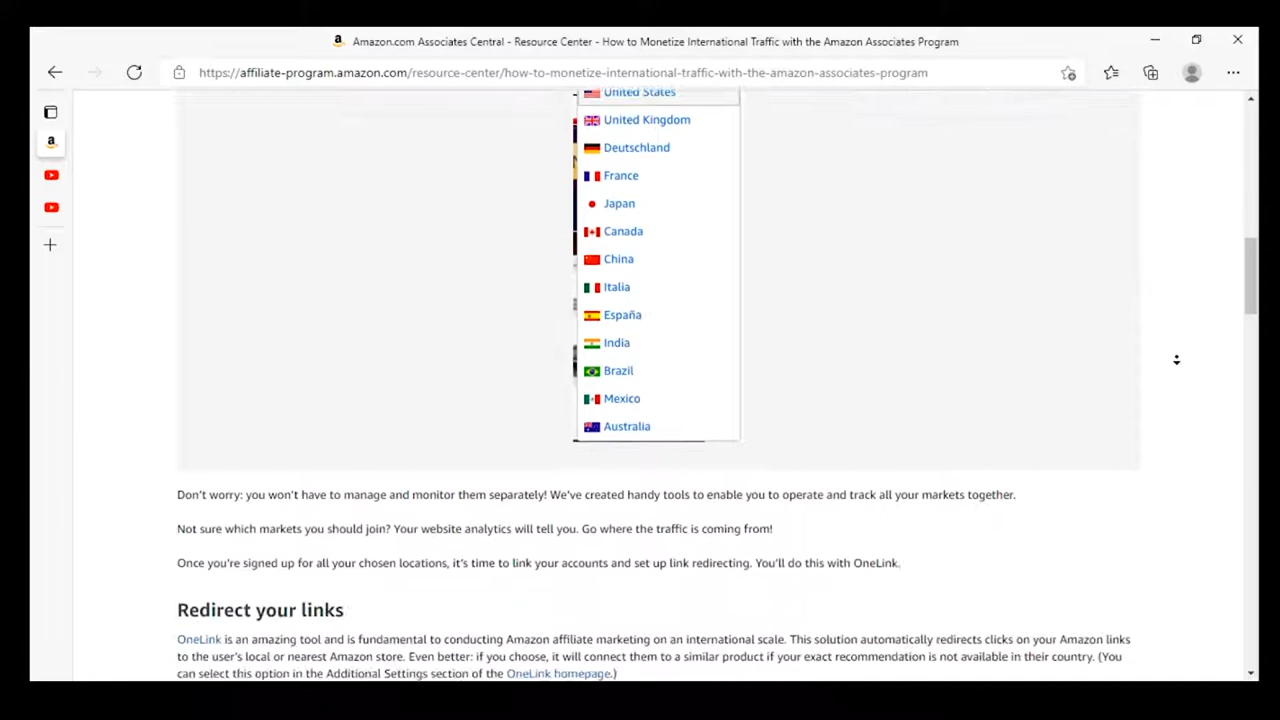 Amazon.com Associates Central - Resource Center - How to Monetize International Traffic with the Amazon Associates Program
https://affiliate-program.amazon.com/resource-center/how-to-monetize-international-traffic-with-the-amazon-associates-program
a
United States
United Kingdom
Deutschland
France
Japan
Canada
China
Italia
España
India
Brazil
Mexico
Australia
Don't worry: you won't have to manage and monitor them separately! We've created handy tools to enable you to operate and track all your markets together.
Not sure which markets you should join? Your website analytics will tell you. Go where the traffic is coming from!
Once you're signed up for all your chosen locations, it's time to link your accounts and set up link redirecting. You'll do this with OneLink.
Redirect your links
OneLink is an amazing tool and is fundamental to conducting Amazon affiliate marketing on an international scale. This solution automatically redirects clicks on your Amazon links
to the user's local or nearest Amazon store. Even better: if you choose, it will connect them to a similar product if your exact recommendation is not available in their country. (You
can select this option in the Additional Settings section of the OneLink homepage.)